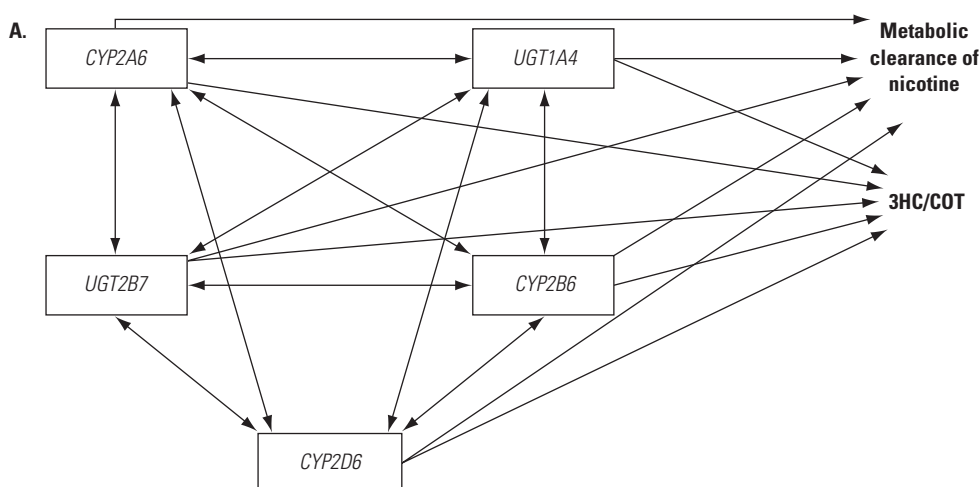 A.
CYP2A6
UGT1A4
Metabolic
clearance of
nicotine
3HC/COT
UGT2B7
CYP2B6
CYP2D6